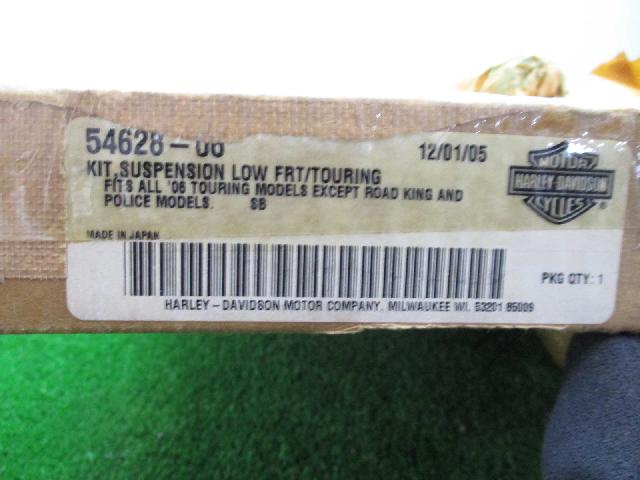 54628-06
12/01/05
KIT,SUSPENSION LOW FRT/TOURING
FITS ALL '06 TOURING MODELS EXCEPT ROAD KING AND
POLICE MODELS. SB
MOTOR
HARLEY-DAVIDSON
CYCLES ®
MADE IN JAPAN
PKG QTY: 1
HARLEY-DAVIDSON MOTOR COMPANY, MILWAUKEE WI. 53201 85009